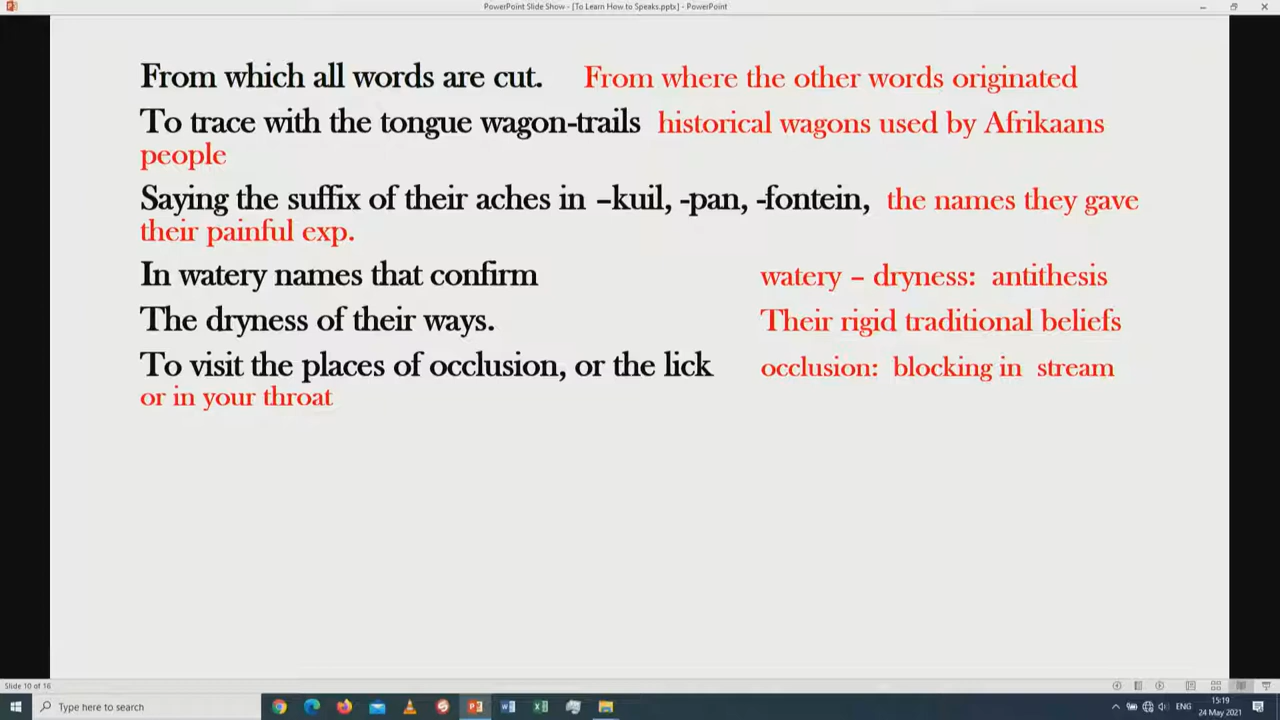 PowerPoint Slide Show - [To Learn How to Speaks.pptx] - PowerPoint
From which all words are cut. From where the other words originated
To trace with the tongue wagon-trails historical wagons used by Afrikaans
people
Saying the suffix of their aches in –kuil, -pan, -fontein, the names they gave
their painful exp.
In watery names that confirm watery – dryness: antithesis
The dryness of their ways. Their rigid traditional beliefs
To visit the places of occlusion, or the lick occlusion: blocking in stream
or in your throat
Slide 10 of 16
Type here to search
ENG
15:19
24 May 2021